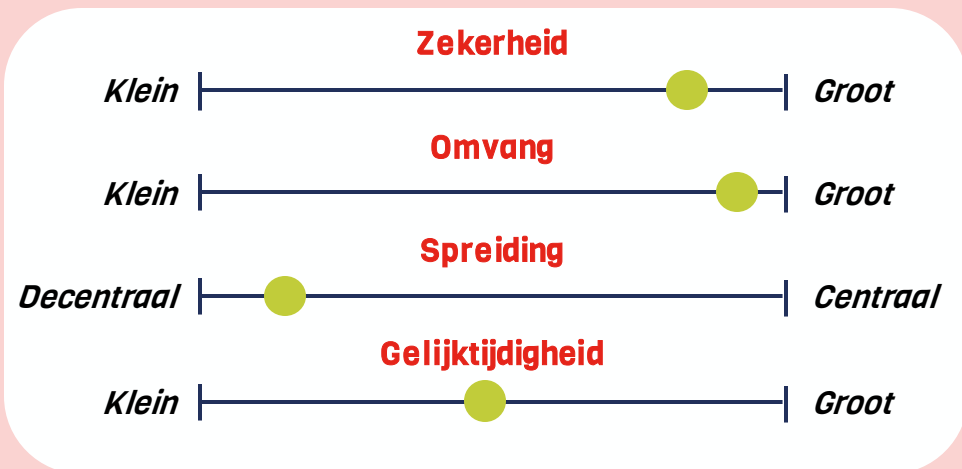 Zekerheid
Klein Groot
Omvang
Klein Groot
Spreiding
Decentraal Centraal
Gelijktijdigheid
Klein Groot